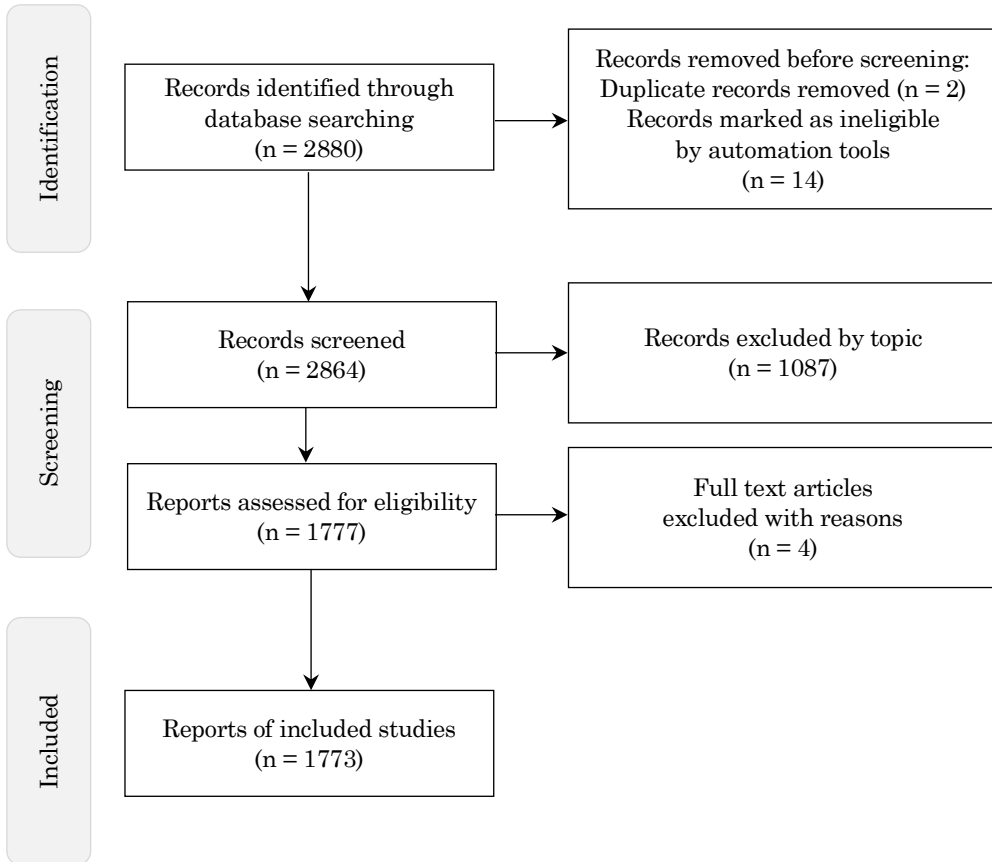 Identification
Records identified through
database searching
(n = 2880)
Records removed before screening:
Duplicate records removed (n = 2)
Records marked as ineligible
by automation tools
(n = 14)
Screening
Records screened
(n = 2864)
Records excluded by topic
(n = 1087)
Reports assessed for eligibility
(n = 1777)
Full text articles
excluded with reasons
(n = 4)
Included
Reports of included studies
(n = 1773)